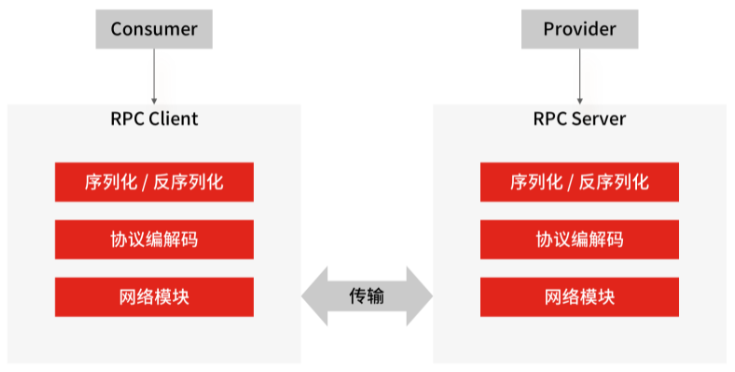 Consumer
Provider
RPC Client
RPC Server
序列化 / 反序列化
序列化 / 反序列化
协议编解码
协议编解码
网络模块
传输
网络模块